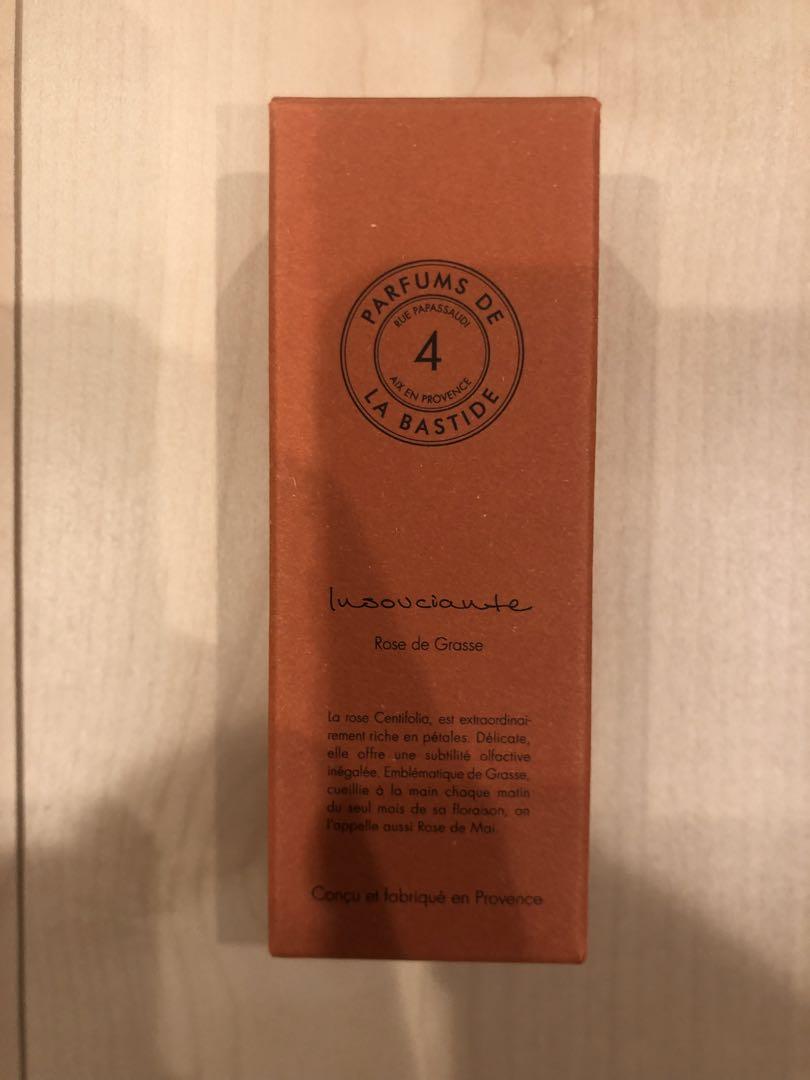 PARFUMS DE
RUE PAPASSAUDI
4
AIX EN PROVENCE
LA BASTIDE
Insouciante
Rose de Grasse
La rose Centifolia, est extraordinai-
rement riche en pétales. Délicate,
elle offre une subtilité olfactive
inégalée. Emblématique de Grasse,
cueillie à la main chaque matin
du seul mois de sa floraison, on
l'appelle aussi Rose de Mai.
Conçu et fabriqué en Provence